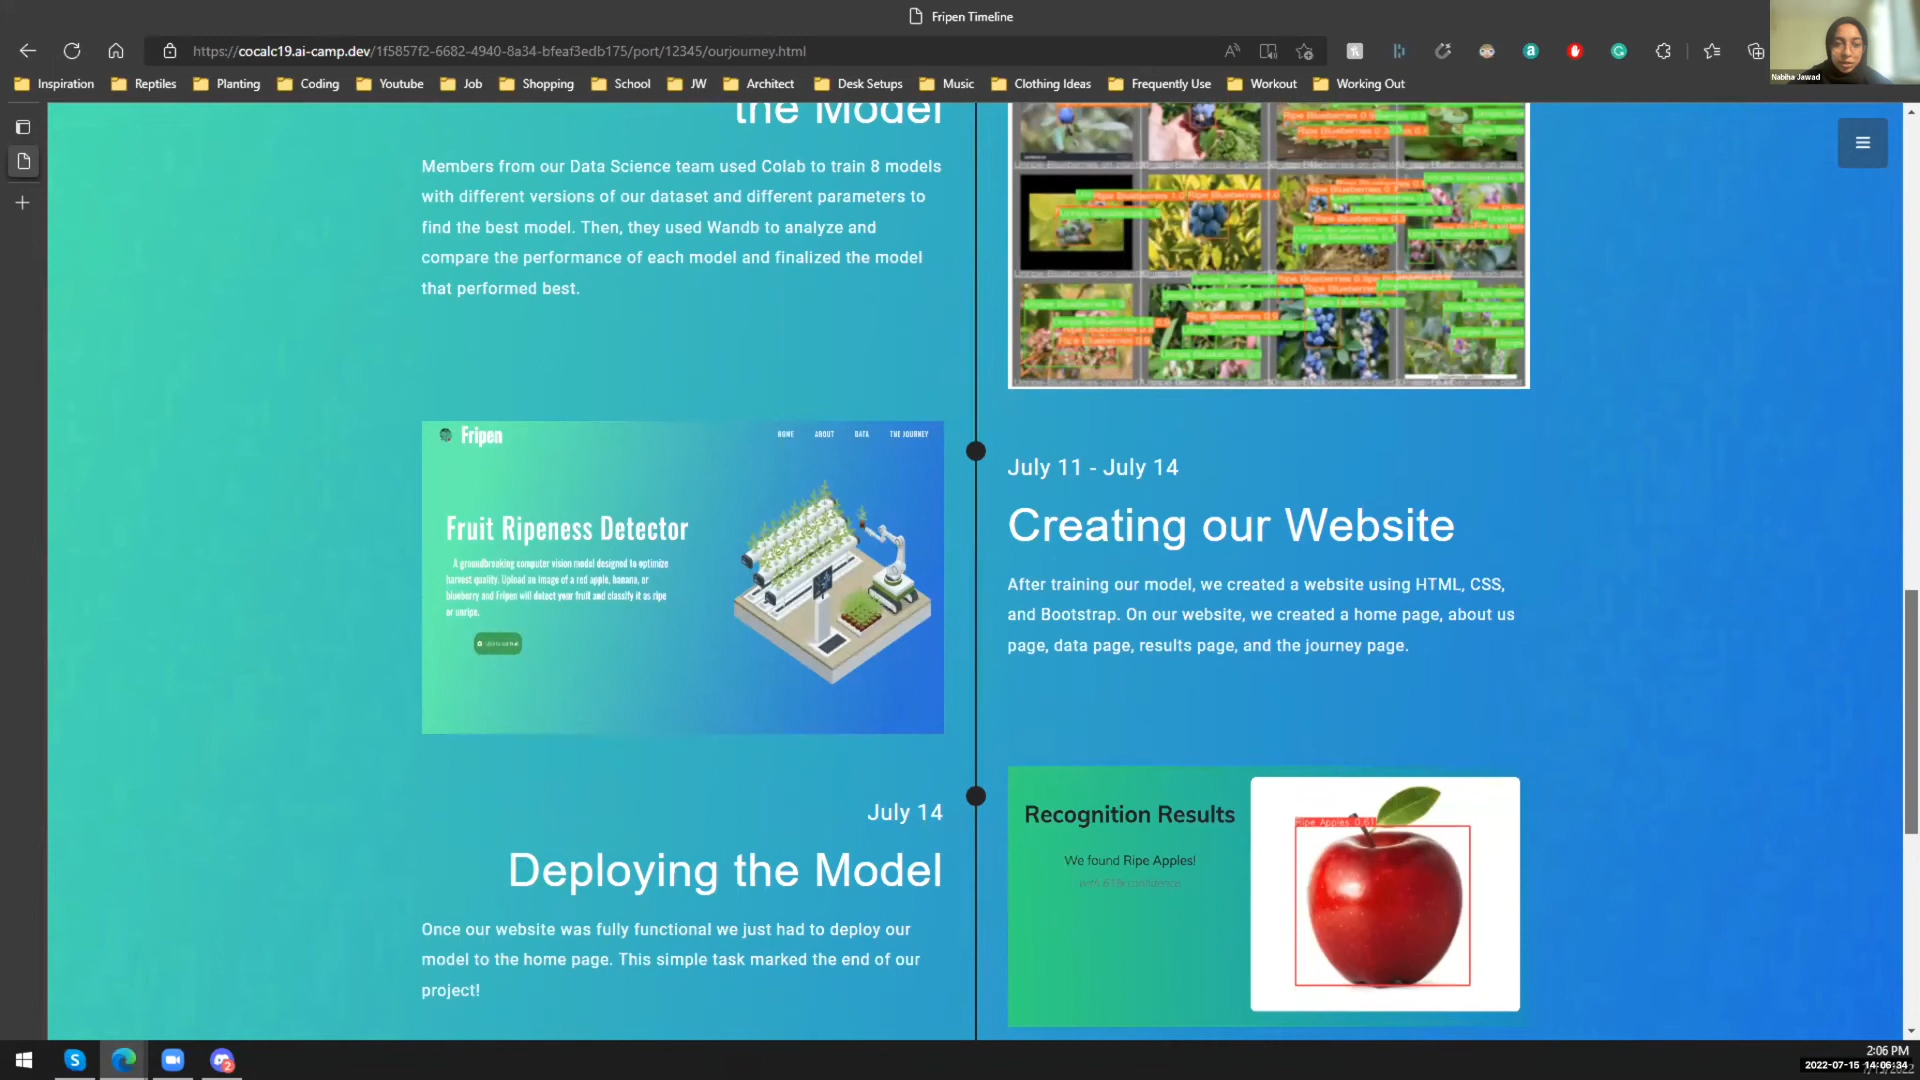 Fripen Timeline
https://cocalc19.ai-camp.dev/1f5857f2-6682-4940-8a34-bfeaf3edb175/port/12345/ourjourney.html
Nabiha Jawad
Inspiration
Reptiles
Planting
Coding
Youtube
Job
Shopping
School
JW
Architect
Desk Setups
Music
Clothing Ideas
Frequently Use
Workout
Working Out
the Model
Members from our Data Science team used Colab to train 8 models
with different versions of our dataset and different parameters to
find the best model. Then, they used Wandb to analyze and
compare the performance of each model and finalized the model
that performed best.
Fripen
HOME
ABOUT
DATA
THE JOURNEY
Fruit Ripeness Detector
A groundbreaking computer vision model designed to optimize
harvest quality. Upload an image of a red apple, banana, or
blueberry and Fripen will detect your fruit and classify it as ripe
or unripe.
July 11 - July 14
Creating our Website
After training our model, we created a website using HTML, CSS,
and Bootstrap. On our website, we created a home page, about us
page, data page, results page, and the journey page.
July 14
Deploying the Model
Once our website was fully functional we just had to deploy our
model to the home page. This simple task marked the end of our
project!
Recognition Results
We found Ripe Apples!
with 61% confidence
Ripe Apples 0.61
2:06 PM
2022-07-15 14:06:34